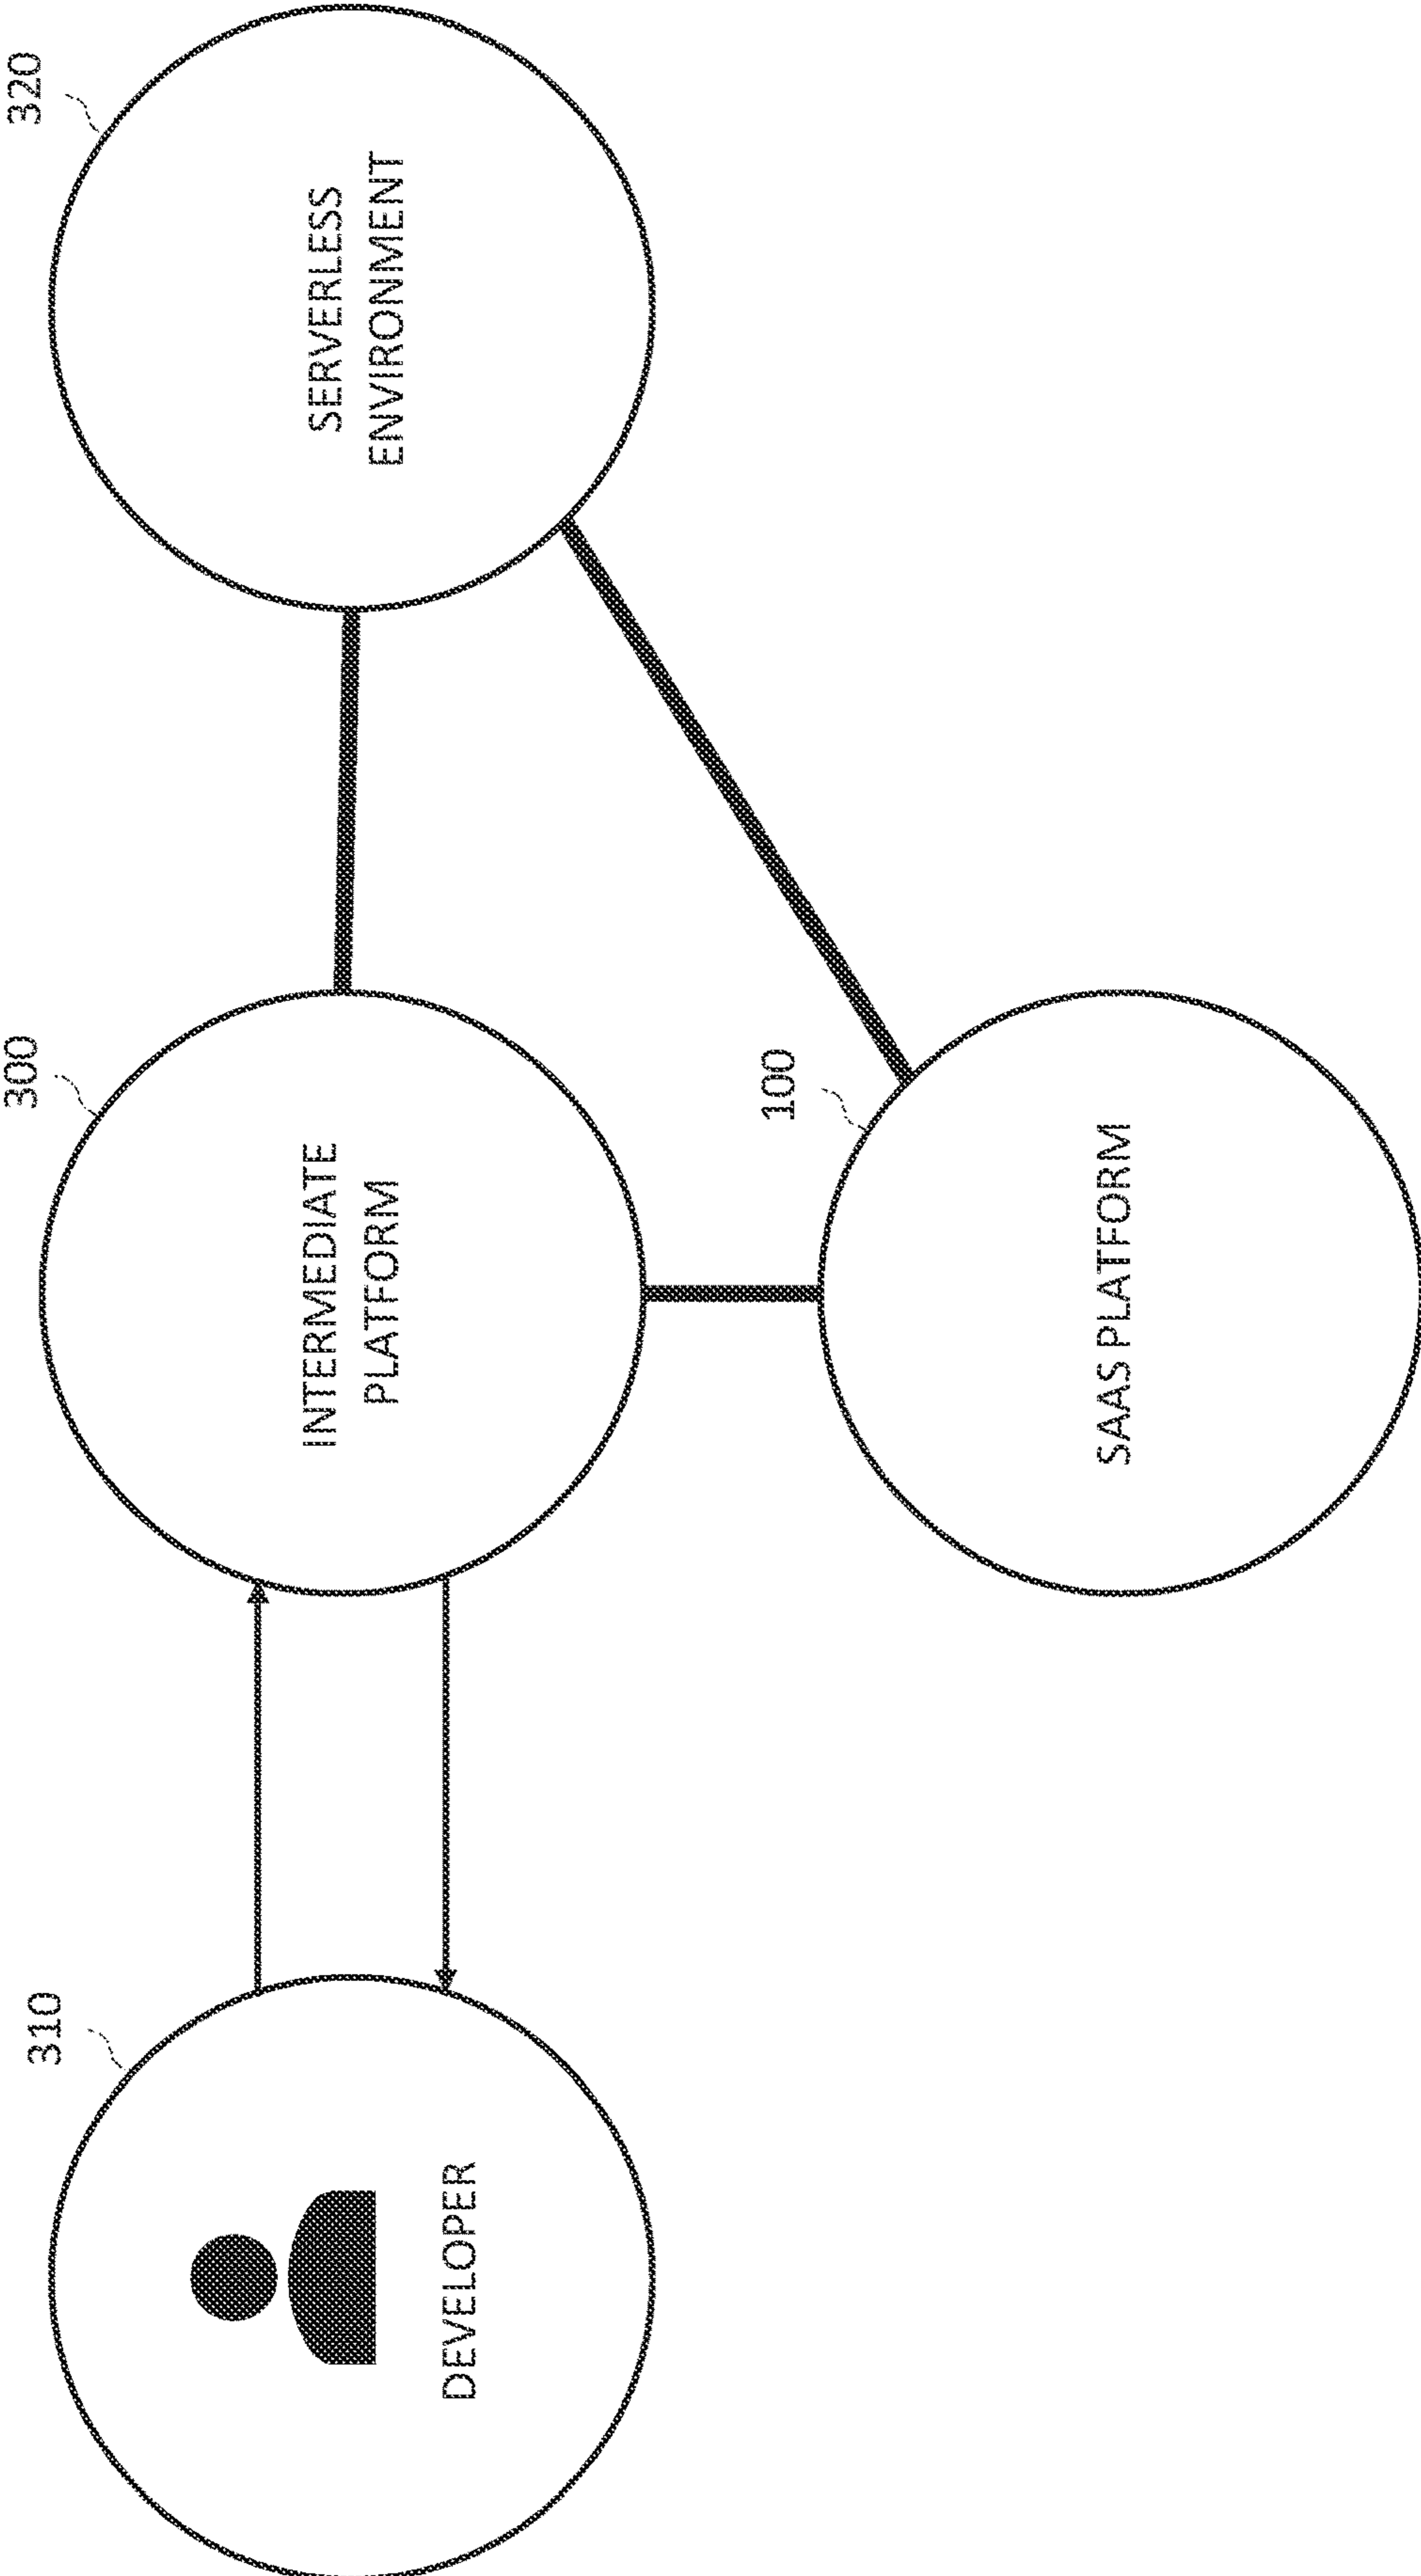 310
DEVELOPER
300
INTERMEDIATE
PLATFORM
320
SERVERLESS
ENVIRONMENT
100
SAAS PLATFORM